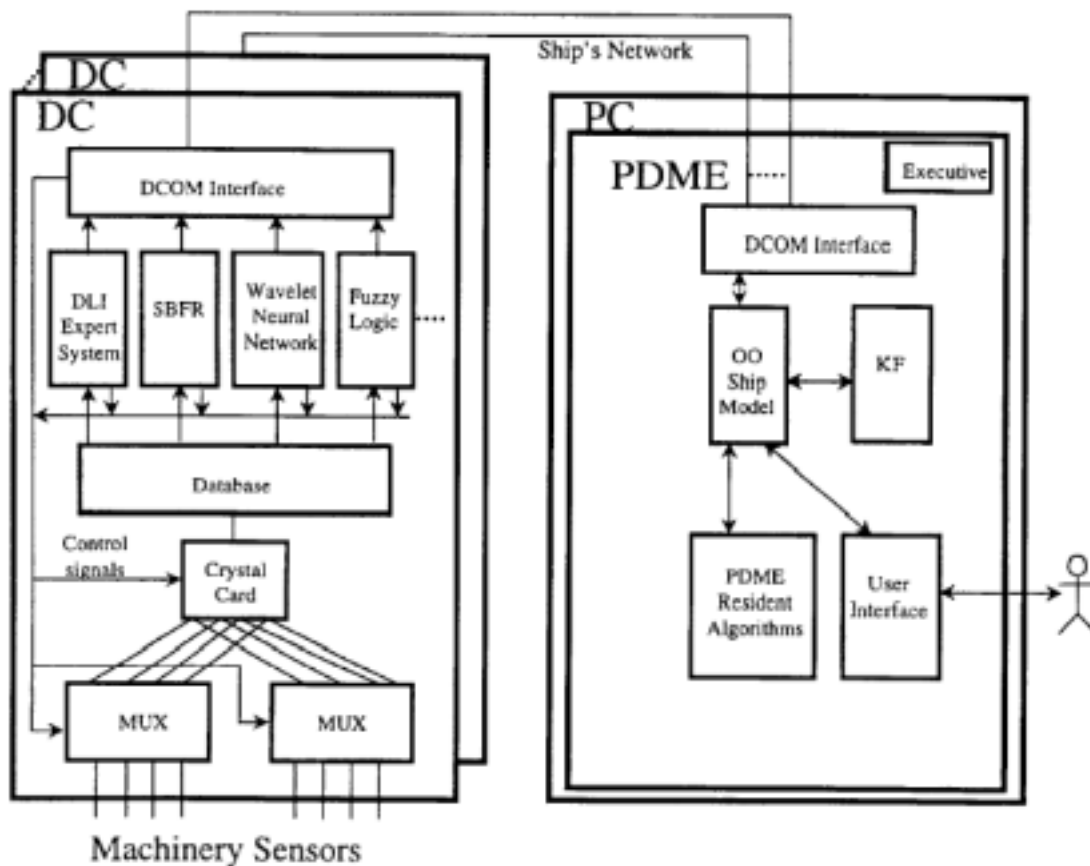 Ship's Network
DC
DC
DCOM Interface
DLI
Expert
System
SBFR
Wavelet
Neural
Network
Fuzzy
Logic
Database
Control
signals
Crystal
Card
MUX
MUX
Machinery Sensors
PC
PDME
Executive
DCOM Interface
OO
Ship
Model
KF
PDME
Resident
Algorithms
User
Interface